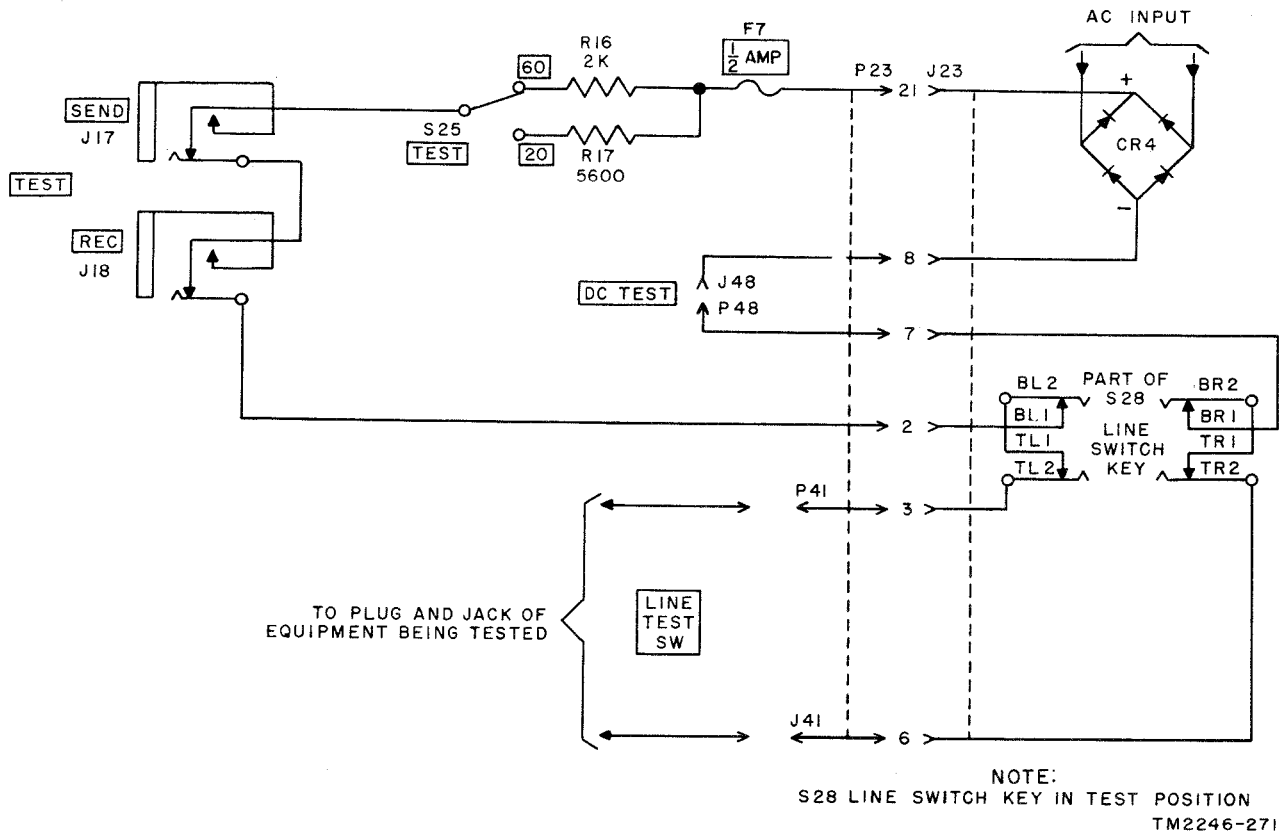 AC INPUT
F7
1/2 AMP
R16
2K
60
P23
21
J23
+
SEND
J17
S25
TEST
20
R17
5600
CR4
TEST
−
REC
J18
8
DC TEST
J48
P48
7
BL2
PART OF
S28
BR2
BL1
BR1
2
TL1
LINE
SWITCH
KEY
TR1
TL2
TR2
P41
3
TO PLUG AND JACK OF
EQUIPMENT BEING TESTED
LINE
TEST
SW
J41
6
NOTE:
S28 LINE SWITCH KEY IN TEST POSITION
TM2246-271